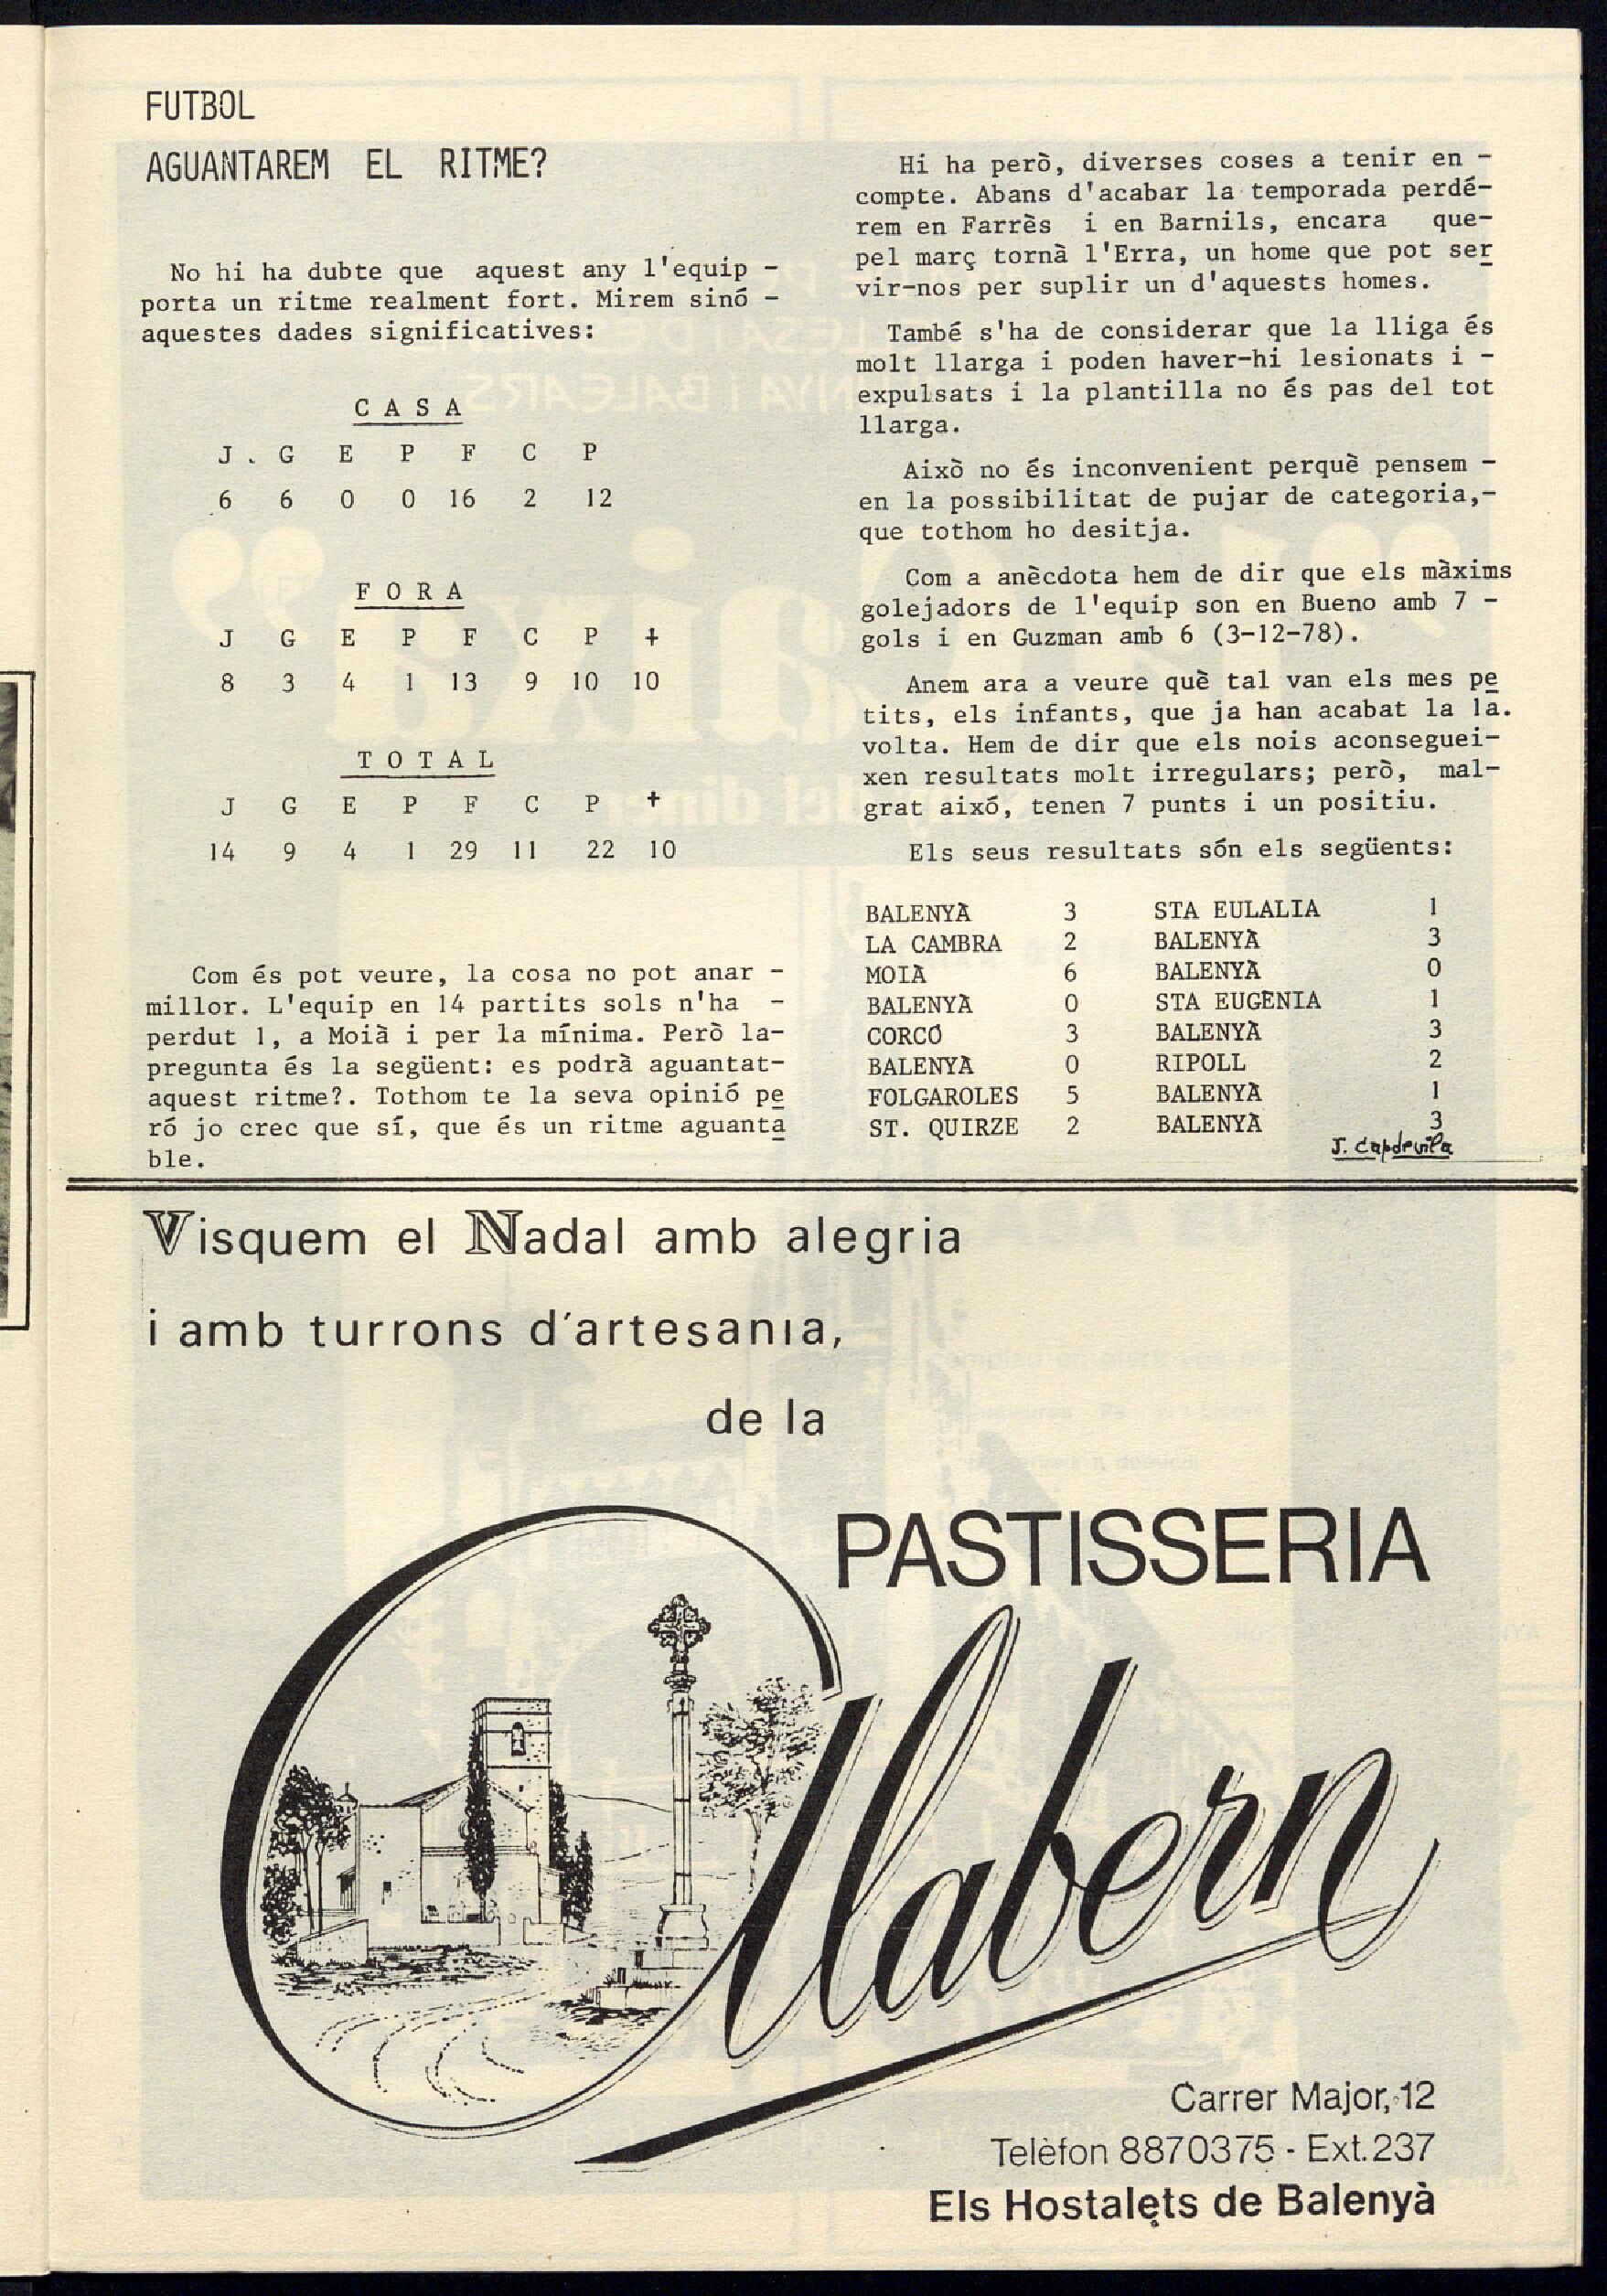 FUTBOL
AGUANTAREM EL RITME?
No hi ha dubte que aquest any l'equip -
porta un ritme realment fort. Mirem sinó -
aquestes dades significatives:
C A S A
J . G E P F C P
6 6 0 0 16 2 12
F O R A
J G E P F C P +
8 3 4 1 13 9 10 10
T O T A L
J G E P F C P +
14 9 4 1 29 11 22 10
Com és pot veure, la cosa no pot anar -
millor. L'equip en 14 partits sols n'ha -
perdut 1, a Moià i per la mínima. Però la-
pregunta és la següent: es podrà aguantat-
aquest ritme?. Tothom te la seva opinió pe
ró jo crec que sí, que és un ritme aguanta
ble.
Hi ha però, diverses coses a tenir en -
compte. Abans d'acabar la temporada perdé-
rem en Farrès i en Barnils, encara que-
pel març tornà l'Erra, un home que pot ser
vir-nos per suplir un d'aquests homes.
També s'ha de considerar que la lliga és
molt llarga i poden haver-hi lesionats i -
expulsats i la plantilla no és pas del tot
llarga.
Això no és inconvenient perquè pensem -
en la possibilitat de pujar de categoria,-
que tothom ho desitja.
Com a anècdota hem de dir que els màxims
golejadors de l'equip son en Bueno amb 7 -
gols i en Guzman amb 6 (3-12-78).
Anem ara a veure què tal van els mes pe
tits, els infants, que ja han acabat la la.
volta. Hem de dir que els nois aconseguei-
xen resultats molt irregulars; però, mal-
grat aixó, tenen 7 punts i un positiu.
Els seus resultats són els següents:
BALENYÀ 3 STA EULALIA 1
LA CAMBRA 2 BALENYÀ 3
MOIÀ 6 BALENYÀ 0
BALENYÀ 0 STA EUGENIA 1
CORCÓ 3 BALENYÀ 3
BALENYÀ 0 RIPOLL 2
FOLGAROLES 5 BALENYÀ 1
ST. QUIRZE 2 BALENYÀ 3
J. Capdevila
Visquem el Nadal amb alegria
i amb turrons d'artesania,
de la
PASTISSERIA
Illabern
Carrer Major, 12
Telèfon 8870375 - Ext. 237
Els Hostalets de Balenyà